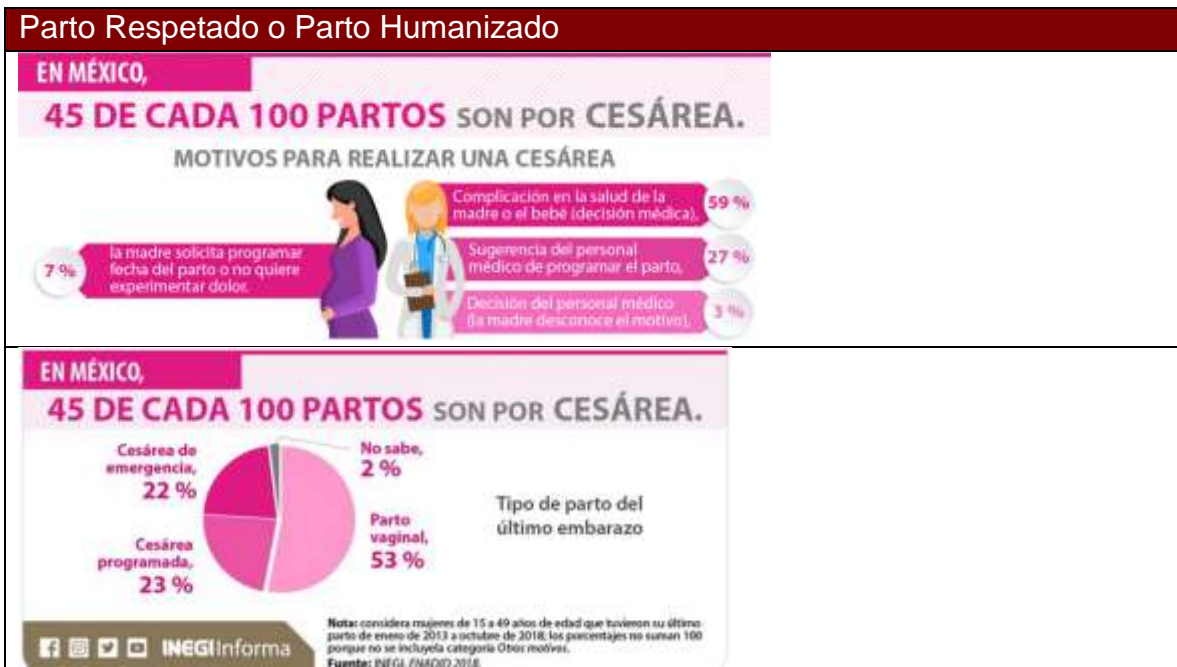 Parto Respetado o Parto Humanizado
EN MÉXICO,
45 DE CADA 100 PARTOS SON POR CESÁREA.
MOTIVOS PARA REALIZAR UNA CESÁREA
7 %
la madre solicita programar
fecha del parto o no quiere
experimentar dolor.
Complicación en la salud de la
madre o el bebé (decisión médica),
59 %
Sugerencia del personal
médico de programar el parto,
27 %
Decisión del personal médico
(la madre desconoce el motivo),
3 %
EN MÉXICO,
45 DE CADA 100 PARTOS SON POR CESÁREA.
Cesárea de
emergencia,
22 %
No sabe,
2 %
Parto
vaginal,
53 %
Cesárea
programada,
23 %
Tipo de parto del
último embarazo
INEGI Informa
Nota: considera mujeres de 15 a 49 años de edad que tuvieron su último
parto de enero de 2013 a octubre de 2018; los porcentajes no suman 100
porque no se incluyela categoría Otros motivos.
Fuente: INEGI. ENADID 2018.